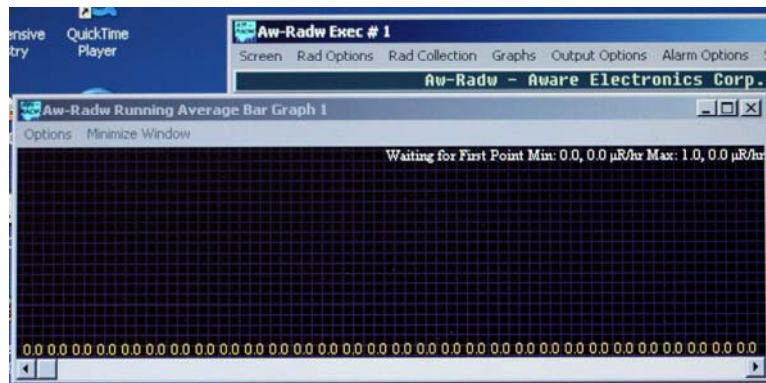 ensive
try
QuickTime
Player
Aw-Radw Exec # 1
Screen Rad Options Rad Collection Graphs Output Options Alarm Options
Aw-Radw - Aware Electronics Corp.
Aw-Radw Running Average Bar Graph 1
Options Minimize Window
Waiting for First Point Min: 0.0, 0.0 µR/hr Max: 1.0, 0.0 µR/hr
0.0 0.0 0.0 0.0 0.0 0.0 0.0 0.0 0.0 0.0 0.0 0.0 0.0 0.0 0.0 0.0 0.0 0.0 0.0 0.0 0.0 0.0 0.0 0.0 0.0 0.0 0.0 0.0 0.0 0.0